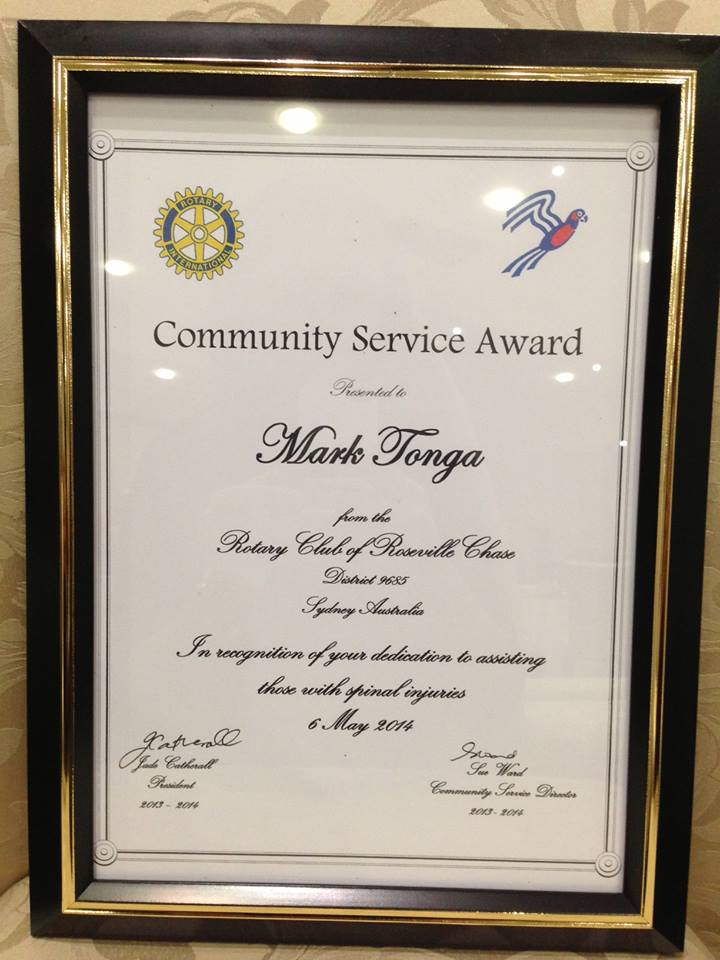 ROTARY
INTERNATIONAL
Community Service Award
Presented to
Mark Tonga
from the
Rotary Club of Roseville Chase
District 9685
Sydney Australia
In recognition of your dedication to assisting
those with spinal injuries
6 May 2014
JCatherall
Jade Catherall
President
2013 - 2014
Sue Ward
Community Service Director
2013-2014